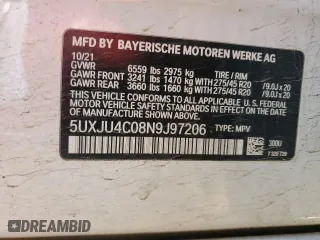 MFD BY BAYERISCHE MOTOREN WERKE AG
10/21
GVWR 6559 lbs 2975 kg TIRE / RIM
GAWR FRONT 3241 lbs 1470 kg WITH 275/45 R20 /9.0J x 20
GAWR REAR 3660 lbs 1660 kg WITH 275/45 R20 /9.0J x 20
THIS VEHICLE CONFORMS TO ALL APPLICABLE
FEDERAL MOTOR VEHICLE SAFETY STANDARDS IN
EFFECT ON THE DATE OF MANUFACTURE SHOWN ABOVE.
5UXJU4C08N9J97206 TYPE: MPV
300U
DREAMBID